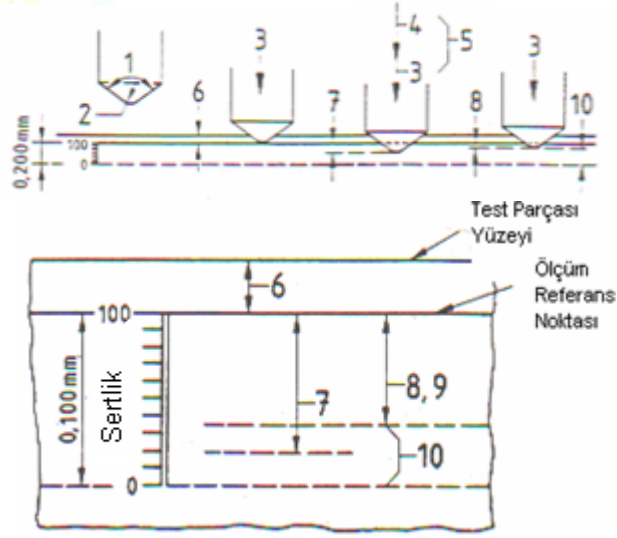 4
1
3
5
3
2
6
3
7
8
10
0,200 mm
100
0
Test Parçası
Yüzeyi
6
Ölçüm
Referans
Noktası
100
0,100 mm
Sertlik
7
8, 9
10
0